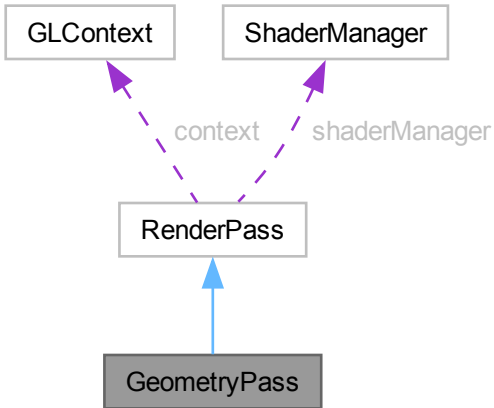 GLContext
ShaderManager
context
shaderManager
RenderPass
GeometryPass